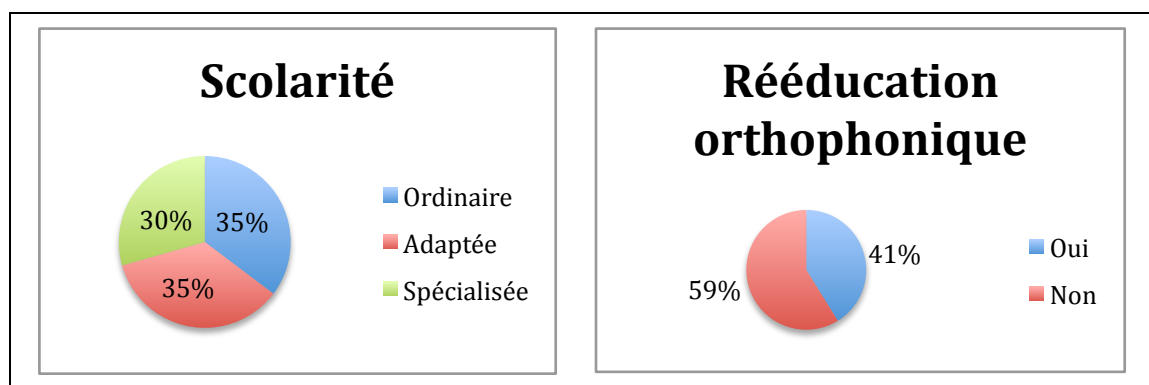 Scolarité
30%
35%
35%
Ordinaire
Adaptée
Spécialisée
Rééducation
orthophonique
41%
59%
Oui
Non